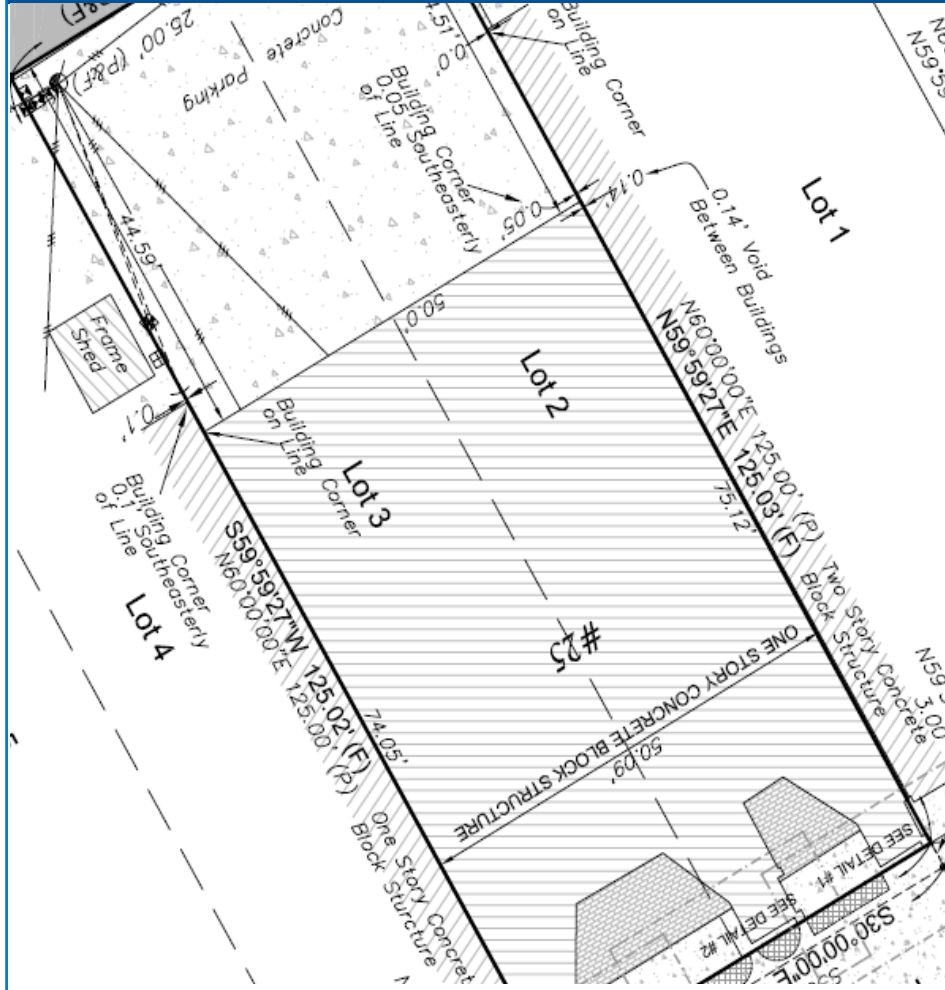 25.00' (P&F)
Concrete
Parking
44.59'
4.51'
0.0'
Building Corner
on Line
Building Corner
0.05' Southeasterly
of Line
0.05'
0.14'
0.14' Void
Between Buildings
Lot 1
N59°59
50.0'
Frame
Shed
0.1'
Building Corner
0.1' Southeasterly
of Line
Building Corner
on Line
Lot 2
Lot 3
Lot 4
N60°00'00"E 125.00' (P)
N59°59'27"E 125.03' (F)
75.12'
S59°59'27"W 125.02' (F)
N60°00'00"E 125.00' (P)
74.05'
#25
ONE STORY CONCRETE BLOCK STRUCTURE
50.09'
Two Story Concrete
Block Structure
One Story Concret
Block Sturcture
N59°
3.00
SEE DETAIL #1
SEE DETAIL #2
S30°00'00"E